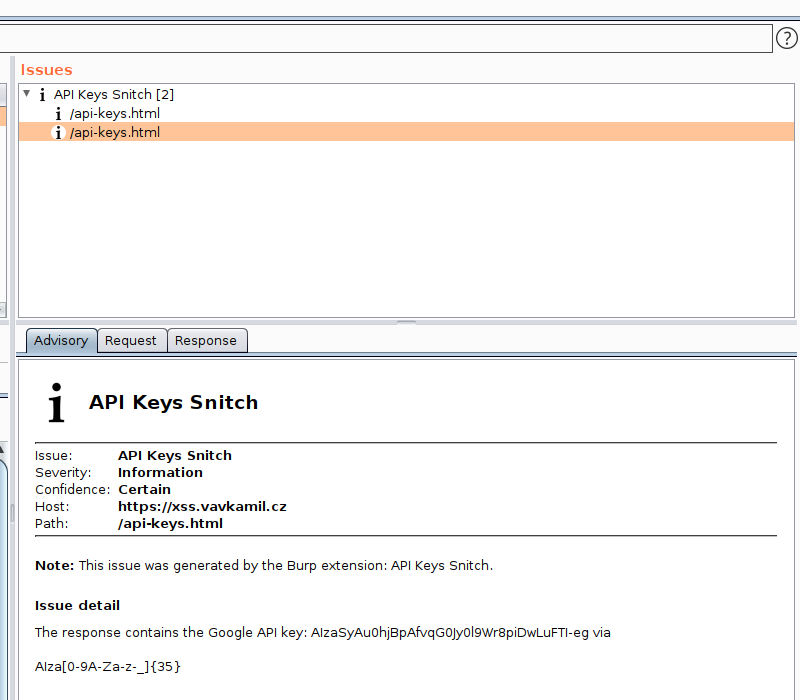 ?
Issues
API Keys Snitch [2]
/api-keys.html
/api-keys.html
Advisory Request Response
API Keys Snitch
Issue: API Keys Snitch
Severity: Information
Confidence: Certain
Host: https://xss.vavkamil.cz
Path: /api-keys.html
Note: This issue was generated by the Burp extension: API Keys Snitch.
Issue detail
The response contains the Google API key: AIzaSyAu0hjBpAfvqG0Jy0l9Wr8piDwLuFTI-eg via
AIza[0-9A-Za-z-_]{35}